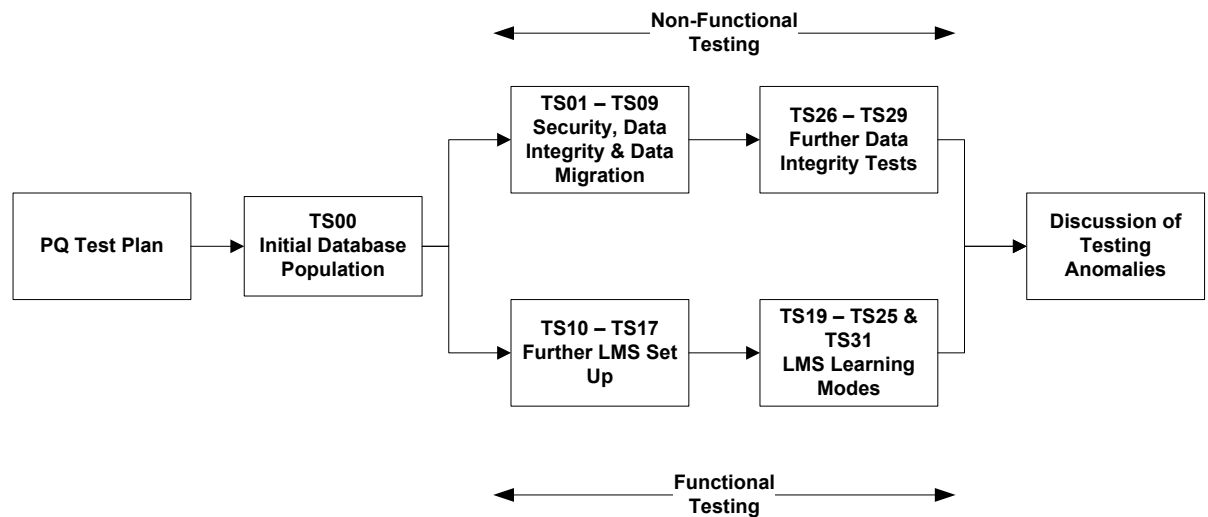 Non-Functional
Testing
TS01 – TS09
Security, Data
Integrity & Data
Migration
TS26 – TS29
Further Data
Integrity Tests
PQ Test Plan
TS00
Initial Database
Population
Discussion of
Testing
Anomalies
TS10 – TS17
Further LMS Set
Up
TS19 – TS25 &
TS31
LMS Learning
Modes
Functional
Testing